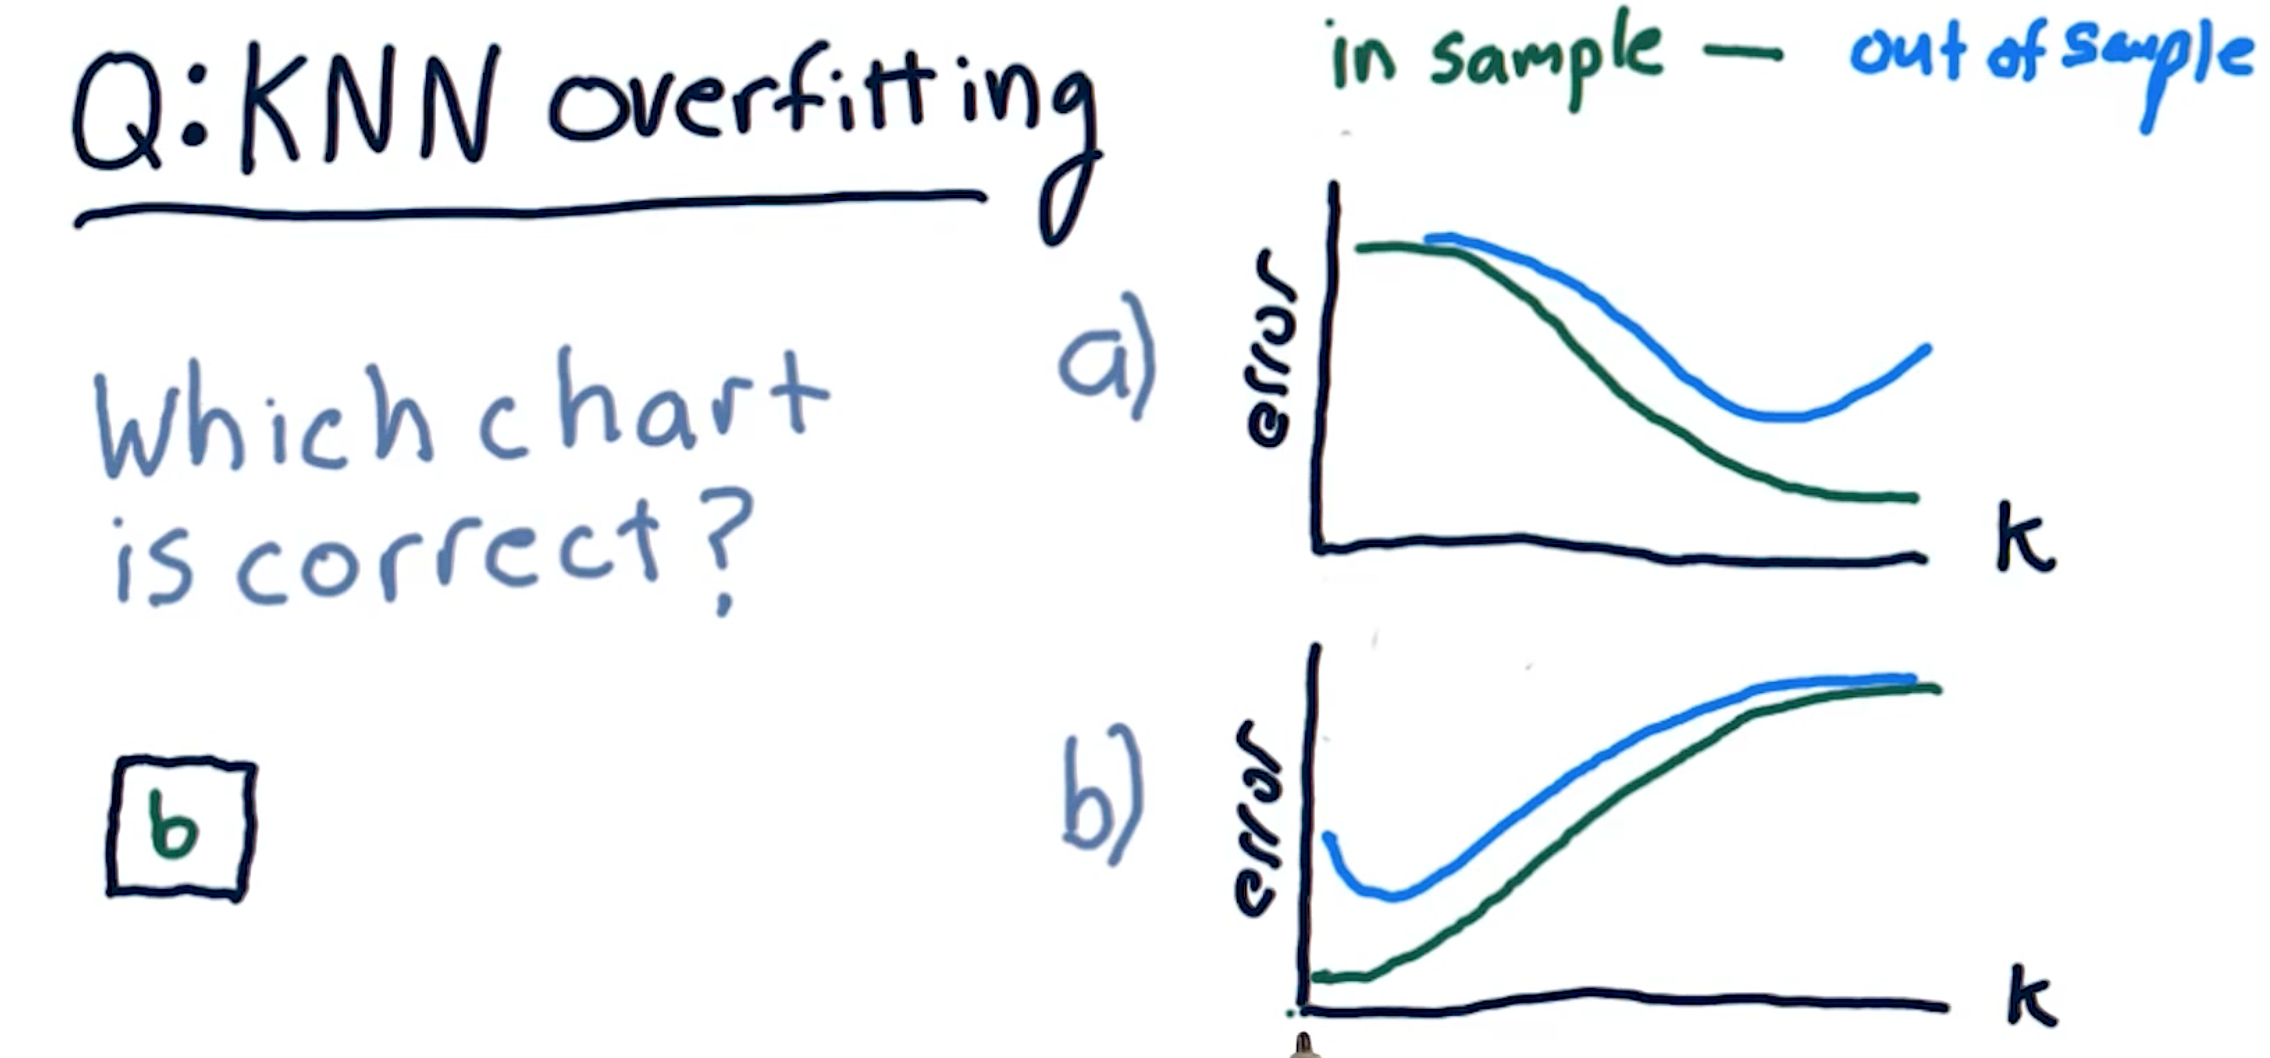 Q: KNN overfitting
in sample — out of sample
Which chart
is correct?
b
a)
error
k
b)
error
k